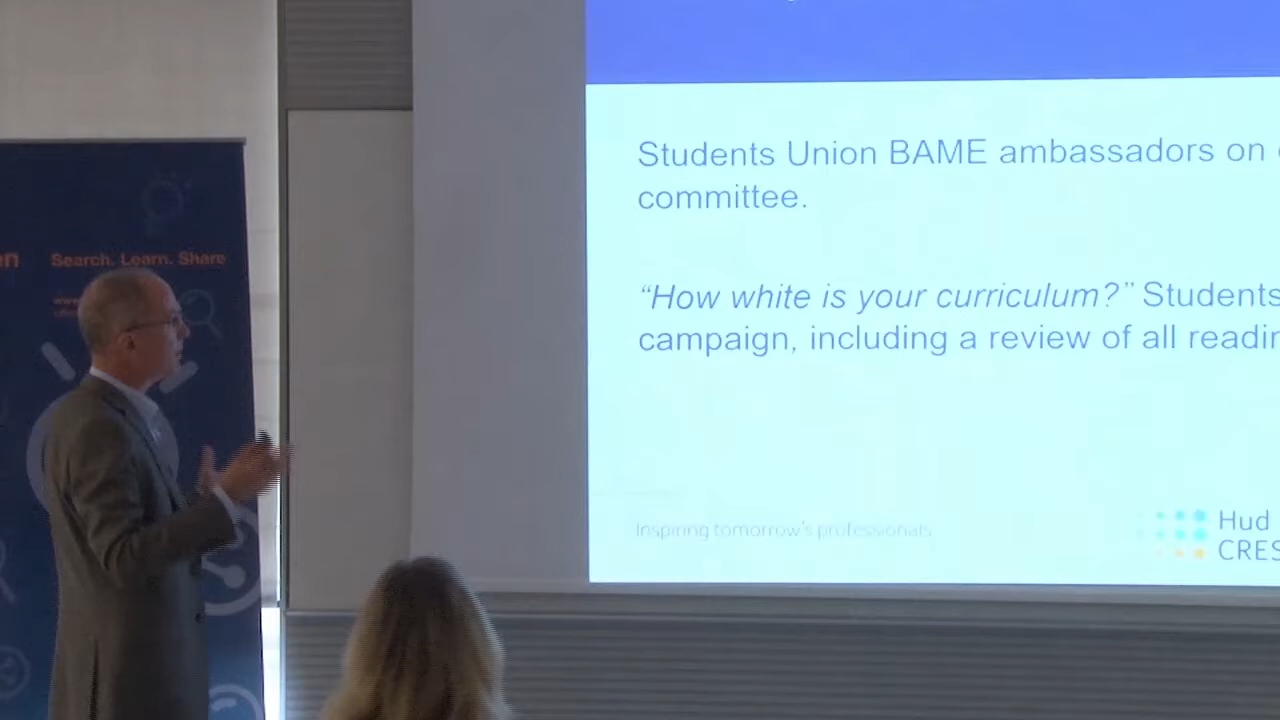 Students Union BAME ambassadors on
committee.
“How white is your curriculum?” Students
campaign, including a review of all
Inspiring tomorrow's professionals
Hud
CRES
Search. Learn. Share